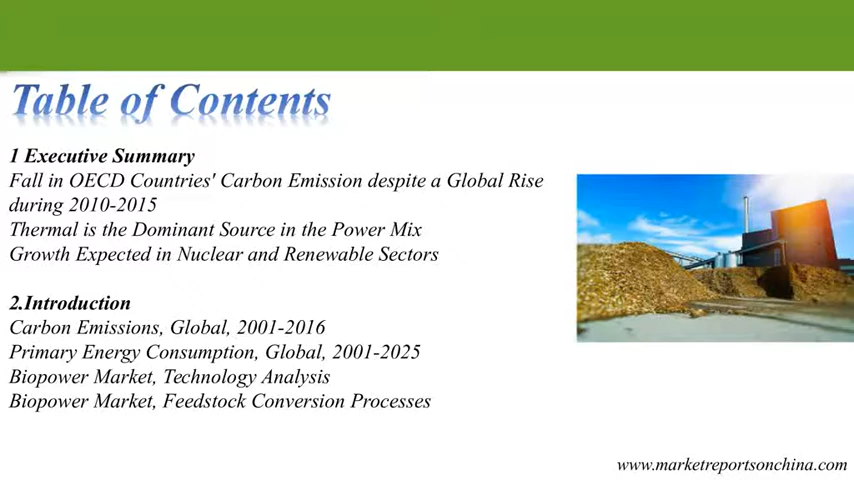 Table of Contents
1 Executive Summary
Fall in OECD Countries' Carbon Emission despite a Global Rise
during 2010-2015
Thermal is the Dominant Source in the Power Mix
Growth Expected in Nuclear and Renewable Sectors
2.Introduction
Carbon Emissions, Global, 2001-2016
Primary Energy Consumption, Global, 2001-2025
Biopower Market, Technology Analysis
Biopower Market, Feedstock Conversion Processes
www.marketreportsonchina.com